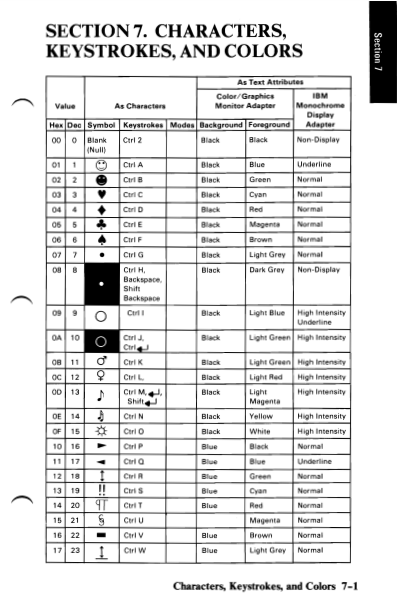 SECTION 7. CHARACTERS,
KEYSTROKES, AND COLORS
Section 7
As Text Attributes
Value As Characters Color/Graphics Monitor Adapter IBM Monochrome Display Adapter
Hex Dec Symbol Keystrokes Modes Background Foreground
00 0 Blank (Null) Ctrl 2 Black Black Non-Display
01 1 ☺ Ctrl A Black Blue Underline
02 2 ☻ Ctrl B Black Green Normal
03 3 ♥ Ctrl C Black Cyan Normal
04 4 ♦ Ctrl D Black Red Normal
05 5 ♣ Ctrl E Black Magenta Normal
06 6 ♠ Ctrl F Black Brown Normal
07 7 • Ctrl G Black Light Grey Normal
08 8 ◘ Ctrl H, Backspace, Shift Backspace Black Dark Grey Non-Display
09 9 ○ Ctrl I Black Light Blue High Intensity Underline
0A 10 ◙ Ctrl J, Ctrl ↵ Black Light Green High Intensity
0B 11 ♂ Ctrl K Black Light Green High Intensity
0C 12 ♀ Ctrl L, Black Light Red High Intensity
0D 13 ♪ Ctrl M, ↵, Shift ↵ Black Light Magenta High Intensity
0E 14 ♫ Ctrl N Black Yellow High Intensity
0F 15 ☼ Ctrl O Black White High Intensity
10 16 ► Ctrl P Blue Black Normal
11 17 ◄ Ctrl Q Blue Blue Underline
12 18 ↕ Ctrl R Blue Green Normal
13 19 ‼ Ctrl S Blue Cyan Normal
14 20 ¶ Ctrl T Blue Red Normal
15 21 § Ctrl U Magenta Normal
16 22 ▬ Ctrl V Blue Brown Normal
17 23 ↨ Ctrl W Blue Light Grey Normal
Characters, Keystrokes, and Colors 7-1